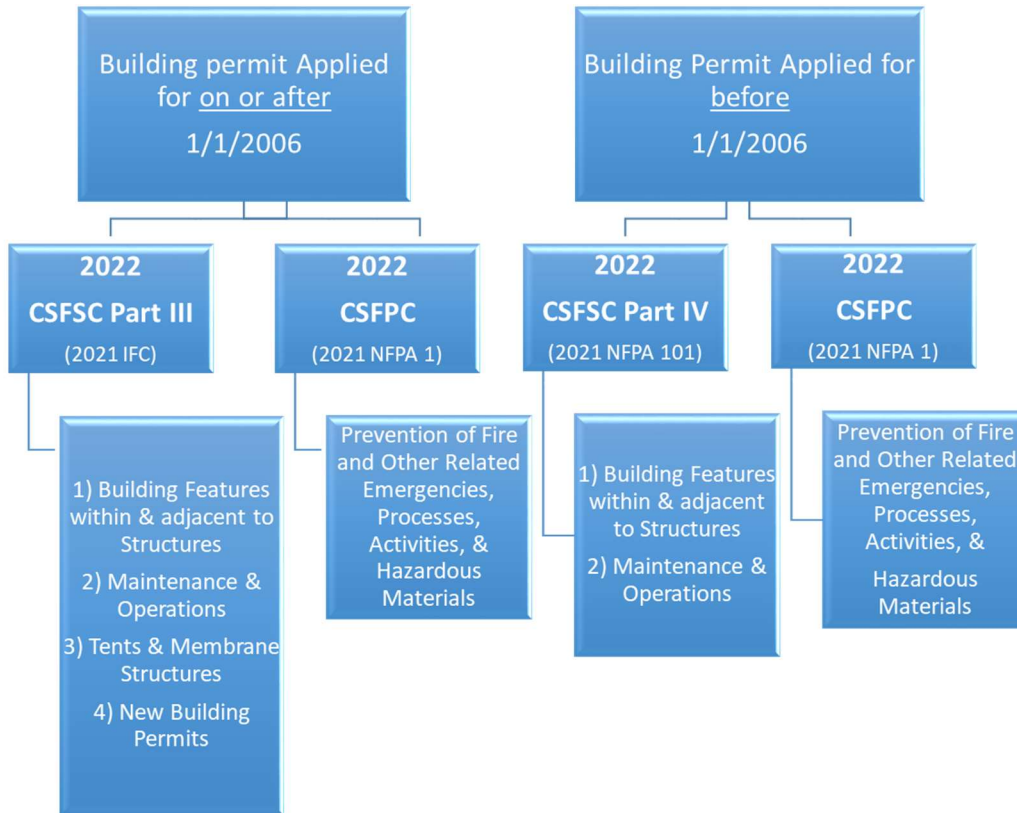 Building permit Applied
for on or after
1/1/2006
Building Permit Applied for
before
1/1/2006
2022
CSFSC Part III
(2021 IFC)
2022
CSFPC
(2021 NFPA 1)
2022
CSFSC Part IV
(2021 NFPA 101)
2022
CSFPC
(2021 NFPA 1)
1) Building Features
within & adjacent to
Structures
2) Maintenance &
Operations
3) Tents & Membrane
Structures
4) New Building
Permits
Prevention of Fire
and Other Related
Emergencies,
Processes,
Activities, &
Hazardous
Materials
1) Building Features
within & adjacent
to Structures
2) Maintenance &
Operations
Prevention of Fire
and Other Related
Emergencies,
Processes,
Activities, &
Hazardous
Materials